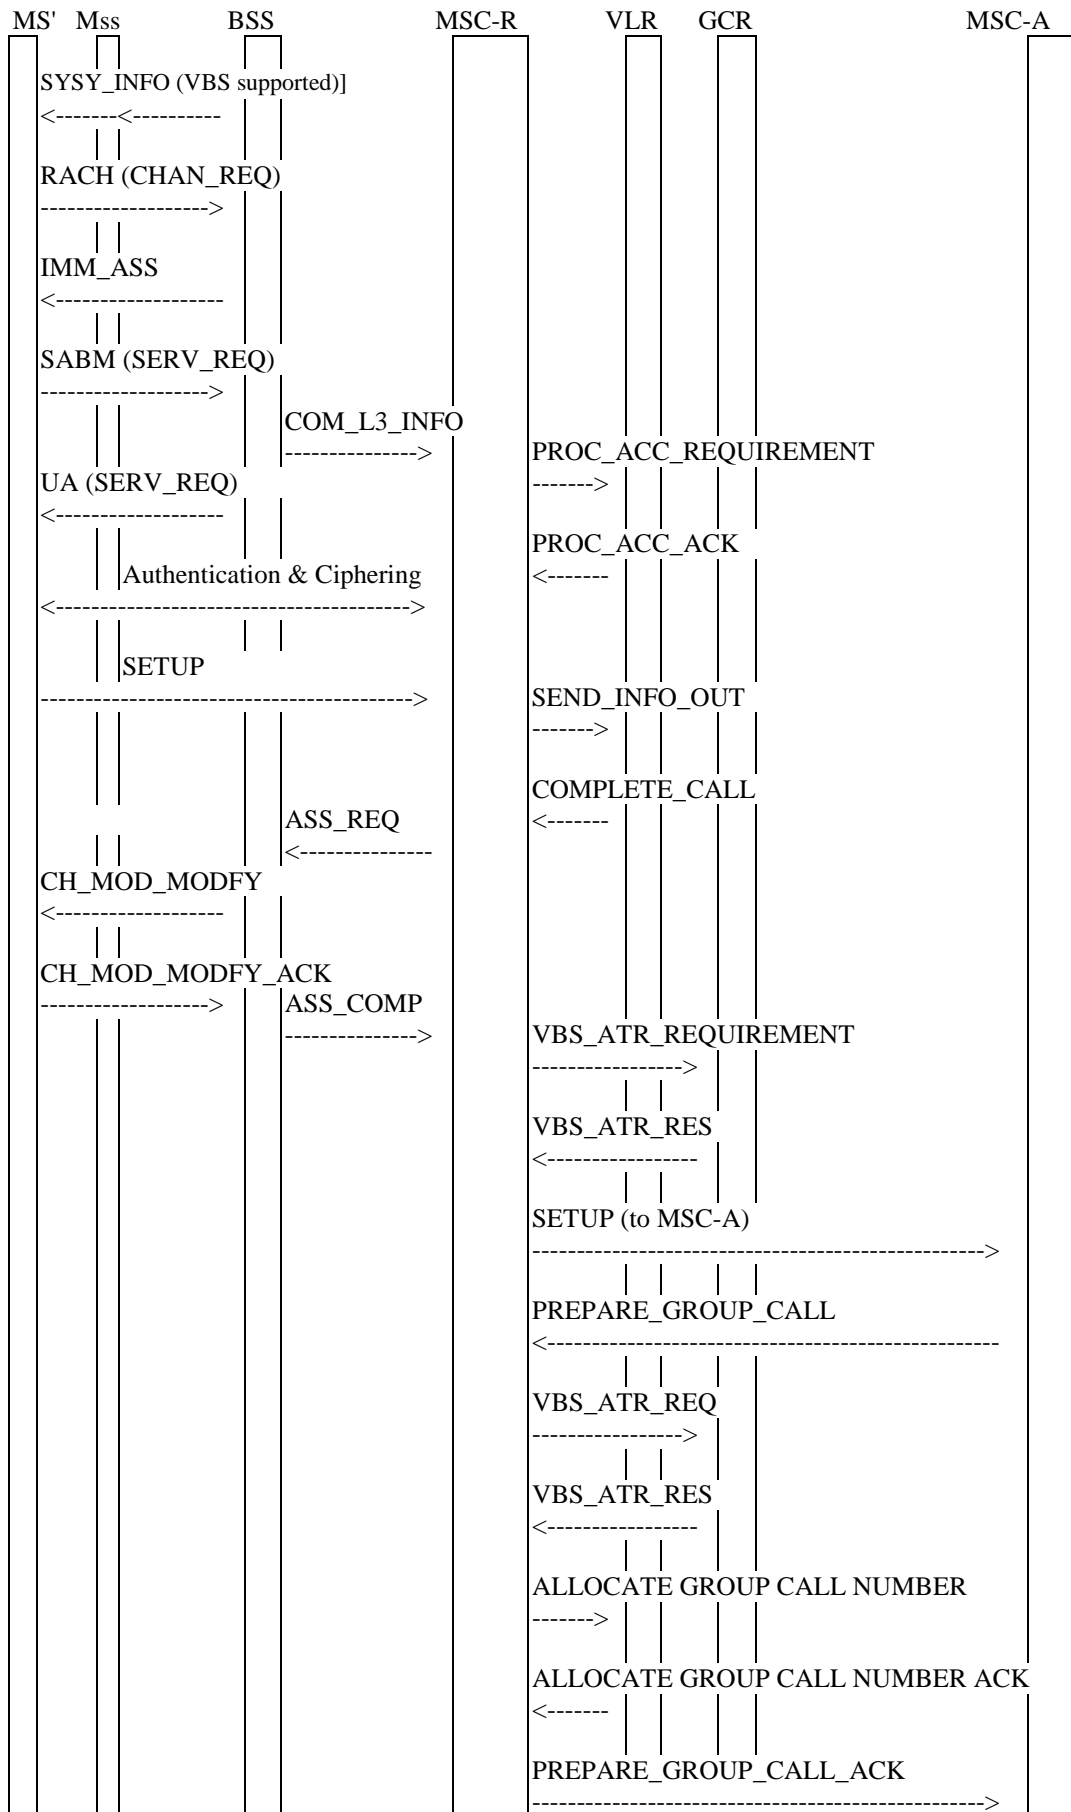 MS' Mss BSS MSC-R VLR GCR MSC-A
SYSY_INFO (VBS supported)]
<-------<----------
RACH (CHAN_REQ)
------------------->
IMM_ASS
<-------------------
SABM (SERV_REQ)
------------------->
COM_L3_INFO
--------------->
PROC_ACC_REQUIREMENT
------->
UA (SERV_REQ)
<-------------------
PROC_ACC_ACK
<-------
Authentication & Ciphering
<---------------------------------------->
SETUP
------------------------------------------>
SEND_INFO_OUT
------->
COMPLETE_CALL
<-------
ASS_REQ
<---------------
CH_MOD_MODFY
<-------------------
CH_MOD_MODFY_ACK
------------------->
ASS_COMP
--------------->
VBS_ATR_REQUIREMENT
----------------->
VBS_ATR_RES
<-----------------
SETUP (to MSC-A)
--------------------------------------------------->
PREPARE_GROUP_CALL
<---------------------------------------------------
VBS_ATR_REQ
----------------->
VBS_ATR_RES
<-----------------
ALLOCATE GROUP CALL NUMBER
------->
ALLOCATE GROUP CALL NUMBER ACK
<-------
PREPARE_GROUP_CALL_ACK
--------------------------------------------------->